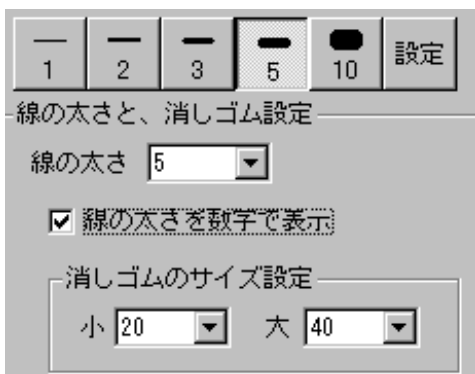 1 2 3 5 10 設定
線の太さと、消しゴム設定
線の太さ 5
線の太さを数字で表示
消しゴムのサイズ設定
小 20 大 40